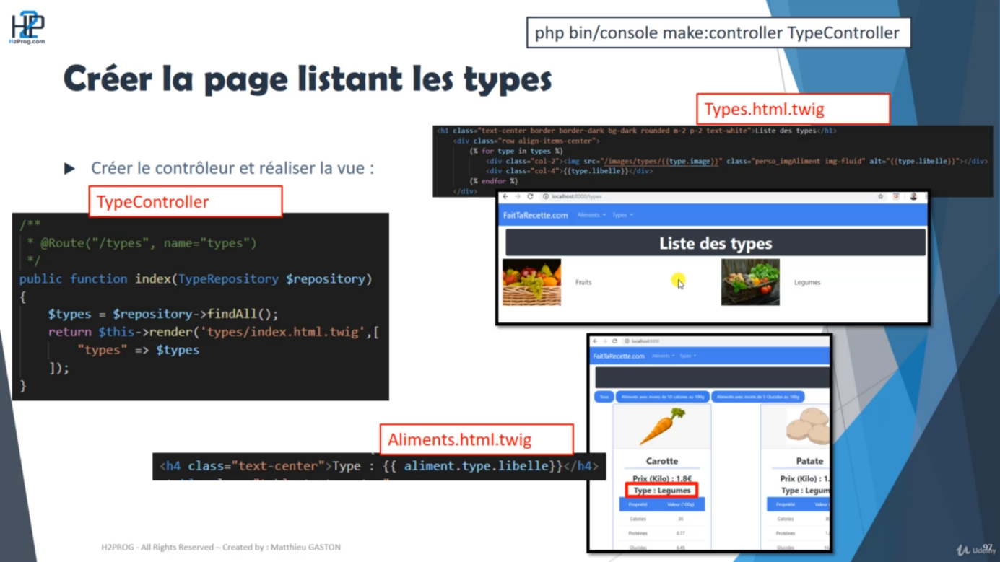 H2P
H2Prog.com
php bin/console make:controller TypeController
Créer la page listant les types
Types.html.twig
<h1 class="text-center border border-dark bg-dark rounded m-2 p-2 text-white">Liste des types</h1>
<div class="row align-items-center">
{% for type in types %}
<div class="col-2"><img src="/images/types/{{type.image}}" class="perso_imgAliment img-fluid" alt="{{type.libelle}}"></div>
<div class="col-4">{{type.libelle}}</div>
{% endfor %}
</div>
Créer le contrôleur et réaliser la vue :
TypeController
/**
* @Route("/types", name="types")
*/
public function index(TypeRepository $repository)
{
$types = $repository->findAll();
return $this->render('types/index.html.twig',[
"types" => $types
]);
}
localhost:8000/types
FaitTaRecette.com Aliments Types
Liste des types
Fruits Legumes
localhost:8000
FaitTaRecette.com Aliments Types
Tous Aliments avec moins de 50 calorie au 100g Aliments avec moins de 5 Glucides au 100g
Carotte Patate
Prix (Kilo) : 1.8€ Prix (Kilo) : 1.
Type : Legumes Type : Legum
Propriété Valeur (100g) Propriété Valeur
Calories 36 Calories
Protéines 0.77 Protéines
Glucides 6.45 Glucides
Aliments.html.twig
<h4 class="text-center">Type : {{ aliment.type.libelle}}</h4>
H2PROG - All Rights Reserved – Created by : Matthieu GASTON
97
Udemy